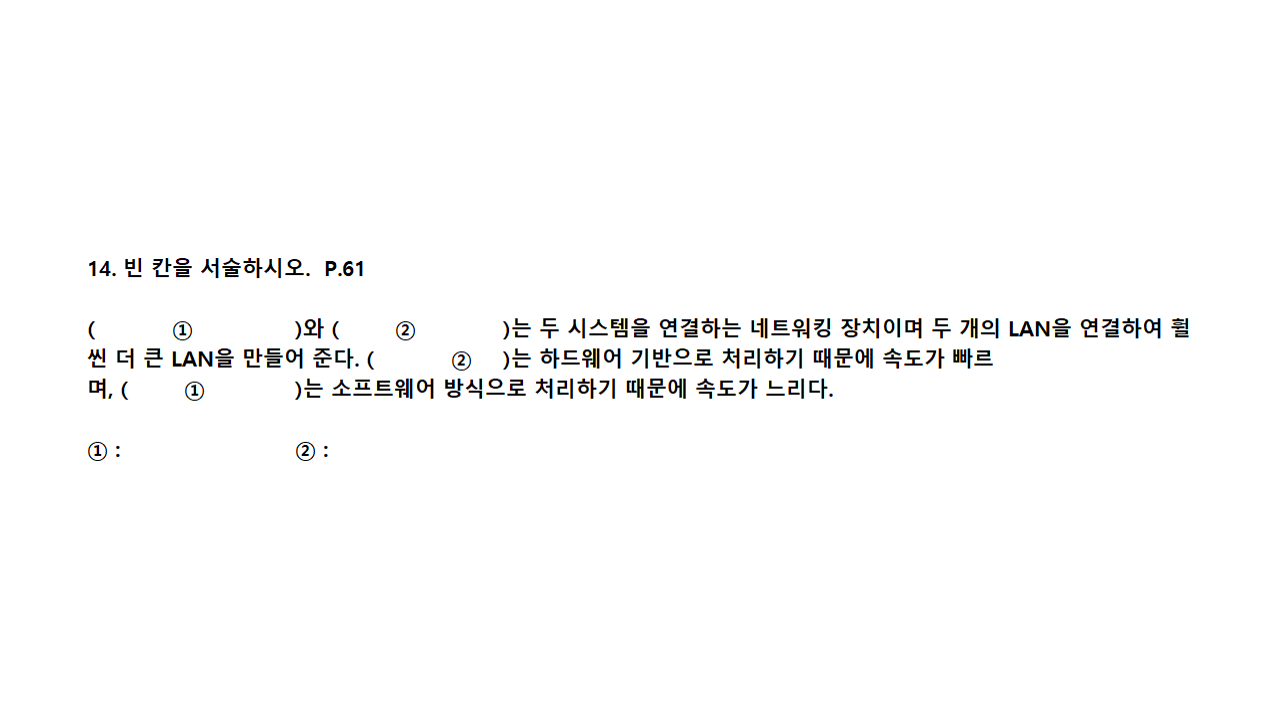 14. 빈 칸을 서술하시오. P.61
( ① )와 ( ② )는 두 시스템을 연결하는 네트워킹 장치이며 두 개의 LAN을 연결하여 훨
씬 더 큰 LAN을 만들어 준다. ( ② )는 하드웨어 기반으로 처리하기 때문에 속도가 빠르
며, ( ① )는 소프트웨어 방식으로 처리하기 때문에 속도가 느리다.
① : ② :